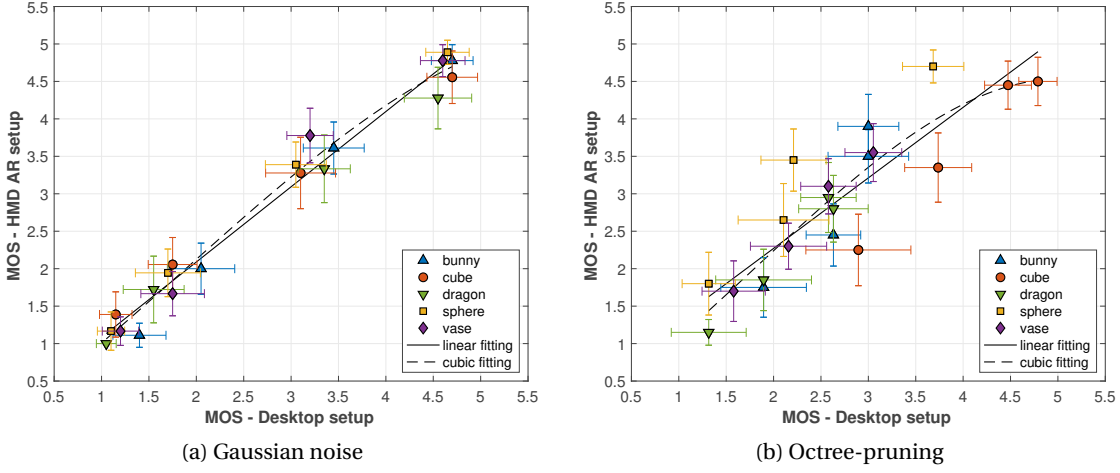 5.5
5
4.5
4
3.5
3
2.5
2
1.5
1
0.5
MOS - HMD AR setup
bunny
cube
dragon
sphere
vase
linear fitting
cubic fitting
0.5 1 1.5 2 2.5 3 3.5 4 4.5 5 5.5
MOS - Desktop setup
(a) Gaussian noise
5.5
5
4.5
4
3.5
3
2.5
2
1.5
1
0.5
MOS - HMD AR setup
bunny
cube
dragon
sphere
vase
linear fitting
cubic fitting
0.5 1 1.5 2 2.5 3 3.5 4 4.5 5 5.5
MOS - Desktop setup
(b) Octree-pruning